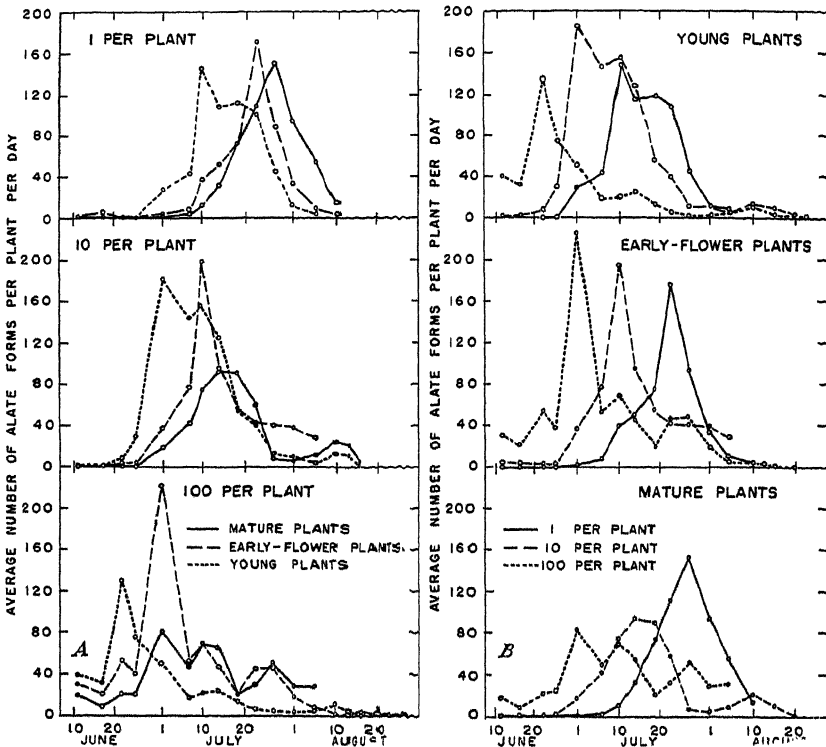 AVERAGE NUMBER OF ALATE FORMS PER PLANT PER DAY
1 PER PLANT
200
160
120
80
40
0
10 PER PLANT
200
160
120
80
40
0
100 PER PLANT
MATURE PLANTS
EARLY-FLOWER PLANTS.
YOUNG PLANTS
200
160
120
80
40
0
A
10 20 1 10 20 1 10 20
JUNE JULY AUGUST
AVERAGE NUMBER OF ALATE FORMS PER PLANT PER DAY
YOUNG PLANTS
200
160
120
80
40
0
EARLY-FLOWER PLANTS
200
160
120
80
40
0
MATURE PLANTS
1 PER PLANT
10 PER PLANT
100 PER PLANT
200
160
120
80
40
0
B
10 20 1 10 20 1 10 20
JUNE JULY AUGUST